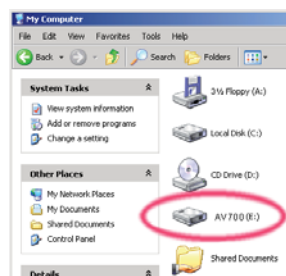 My Computer
File Edit View Favorites Tools Help
Back Search Folders
System Tasks
View system information
Add or remove programs
Change a setting
Other Places
My Network Places
My Documents
Shared Documents
Control Panel
Details
3½ Floppy (A:)
Local Disk (C:)
CD Drive (D:)
AV700 (E:)
Shared Documents